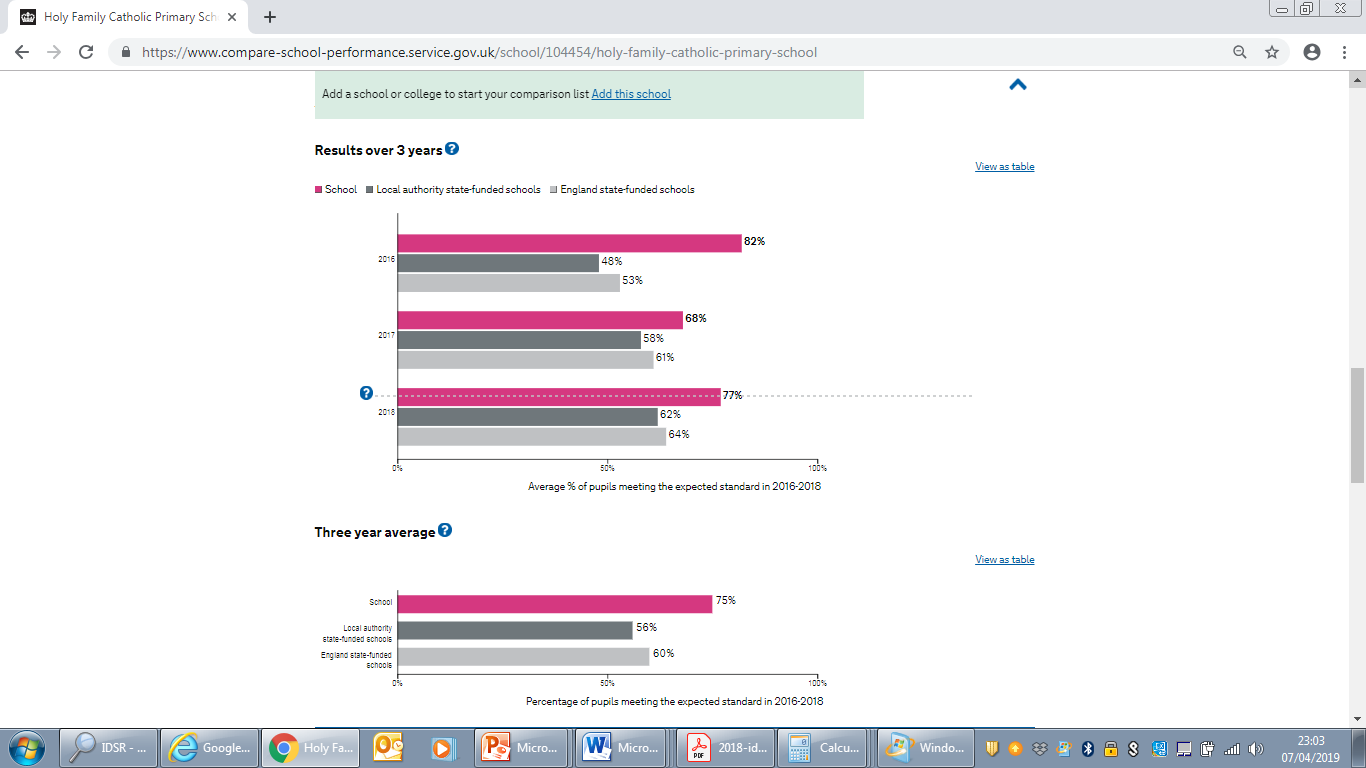 Holy Family Catholic Primary Sch
https://www.compare-school-performance.service.gov.uk/school/104454/holy-family-catholic-primary-school
Add a school or college to start your comparison list Add this school
Results over 3 years ?
View as table
School Local authority state-funded schools England state-funded schools
82%
2016 48%
53%
68%
2017 58%
61%
? 77%
2018 62%
64%
0% 50% 100%
Average % of pupils meeting the expected standard in 2016-2018
Three year average ?
View as table
School 75%
Local authority
state-funded schools 56%
England state-funded
schools 60%
0% 50% 100%
Percentage of pupils meeting the expected standard in 2016-2018
IDSR - ... Google... Holy Fa... Micro... Micro... 2018-id... Calcu... Windo... 23:03
07/04/2019